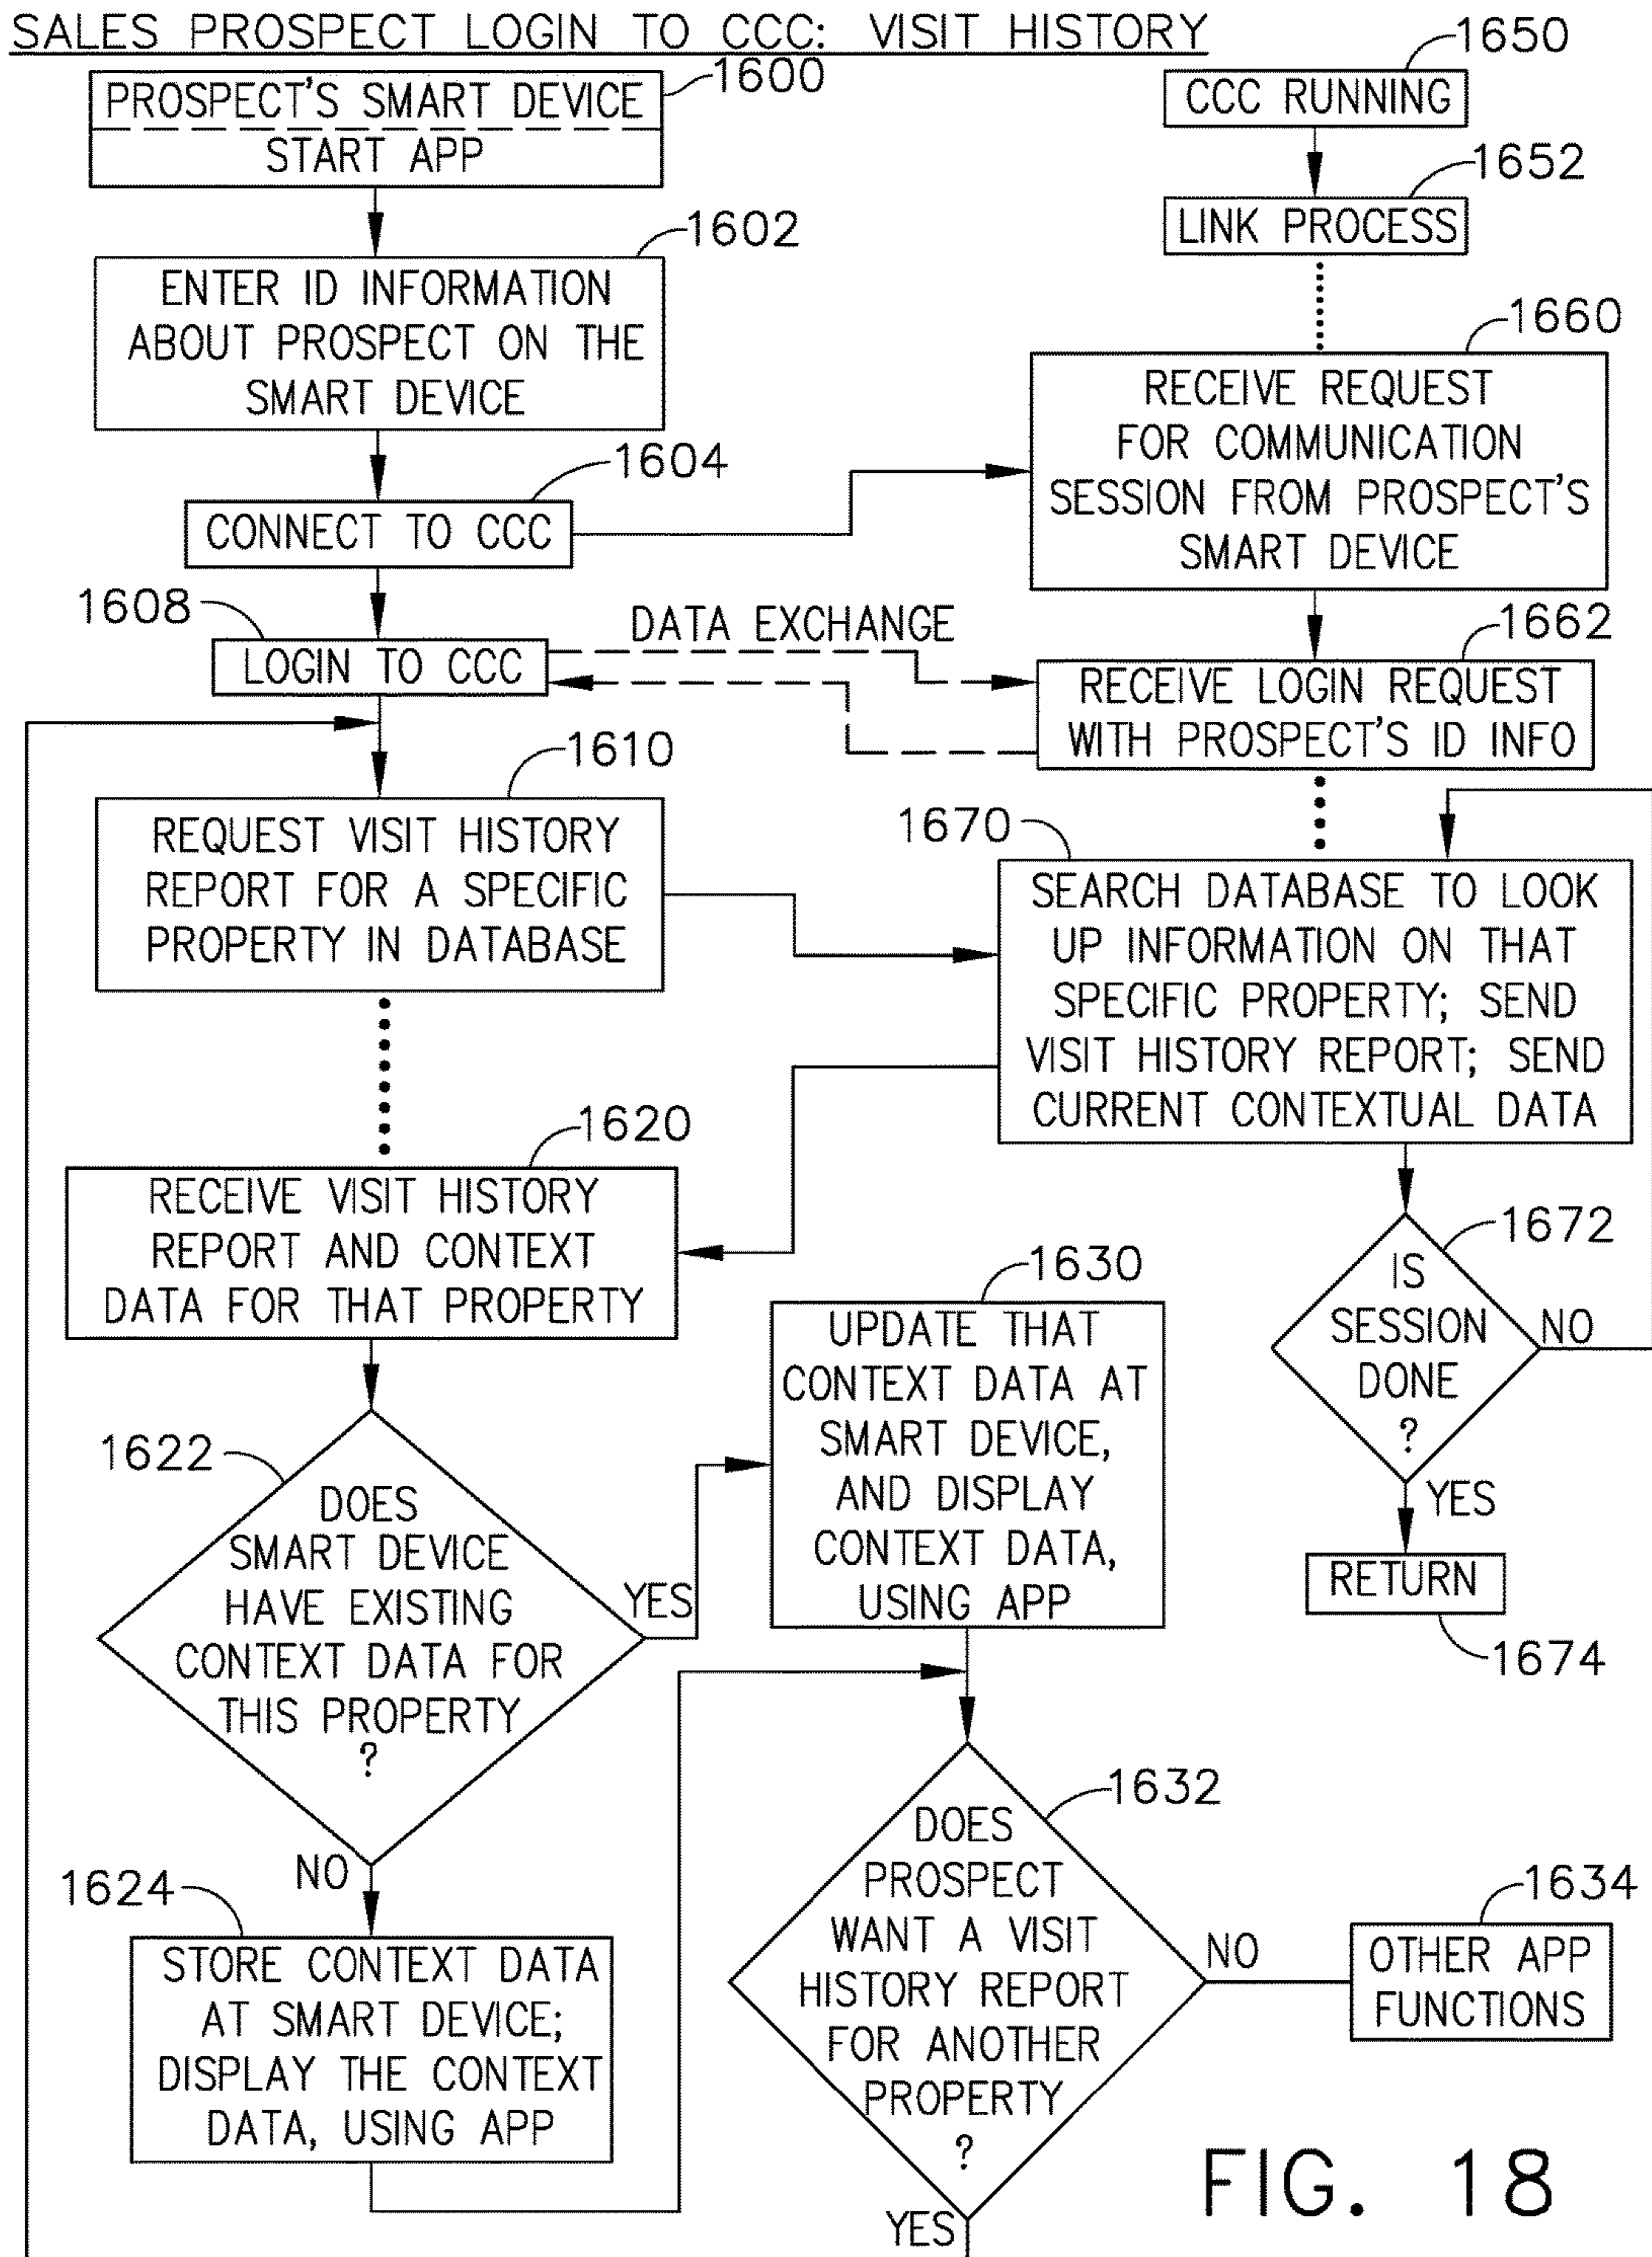 SALES PROSPECT LOGIN TO CCC: VISIT HISTORY
1600
PROSPECT'S SMART DEVICE
START APP
1602
ENTER ID INFORMATION
ABOUT PROSPECT ON THE
SMART DEVICE
1604
CONNECT TO CCC
1608
LOGIN TO CCC
DATA EXCHANGE
1610
REQUEST VISIT HISTORY
REPORT FOR A SPECIFIC
PROPERTY IN DATABASE
1620
RECEIVE VISIT HISTORY
REPORT AND CONTEXT
DATA FOR THAT PROPERTY
1622
DOES
SMART DEVICE
HAVE EXISTING
CONTEXT DATA FOR
THIS PROPERTY
?
YES
NO
1624
STORE CONTEXT DATA
AT SMART DEVICE;
DISPLAY THE CONTEXT
DATA, USING APP
1630
UPDATE THAT
CONTEXT DATA AT
SMART DEVICE,
AND DISPLAY
CONTEXT DATA,
USING APP
1632
DOES
PROSPECT
WANT A VISIT
HISTORY REPORT
FOR ANOTHER
PROPERTY
?
NO
YES
1634
OTHER APP
FUNCTIONS
1650
CCC RUNNING
1652
LINK PROCESS
1660
RECEIVE REQUEST
FOR COMMUNICATION
SESSION FROM PROSPECT'S
SMART DEVICE
1662
RECEIVE LOGIN REQUEST
WITH PROSPECT'S ID INFO
1670
SEARCH DATABASE TO LOOK
UP INFORMATION ON THAT
SPECIFIC PROPERTY; SEND
VISIT HISTORY REPORT; SEND
CURRENT CONTEXTUAL DATA
1672
IS
SESSION
DONE
?
NO
YES
RETURN
1674
FIG. 18